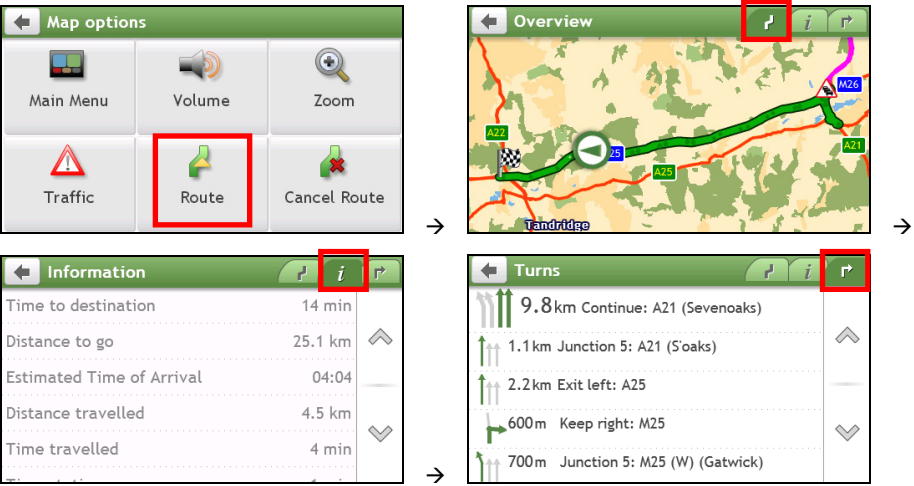 Map options
Main Menu
Volume
Zoom
Traffic
Route
Cancel Route
→
Overview
i
M26
A22
25
A21
A25
Tandridge
→
Information
i
Time to destination 14 min
Distance to go 25.1 km
Estimated Time of Arrival 04:04
Distance travelled 4.5 km
Time travelled 4 min
→
Turns
i
9.8km Continue: A21 (Sevenoaks)
1.1km Junction 5: A21 (S'oaks)
2.2km Exit left: A25
600m Keep right: M25
700m Junction 5: M25 (W) (Gatwick)